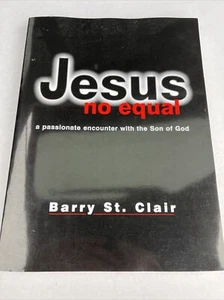 Jesus
no equal
a passionate encounter with the Son of God
Barry St. Clair